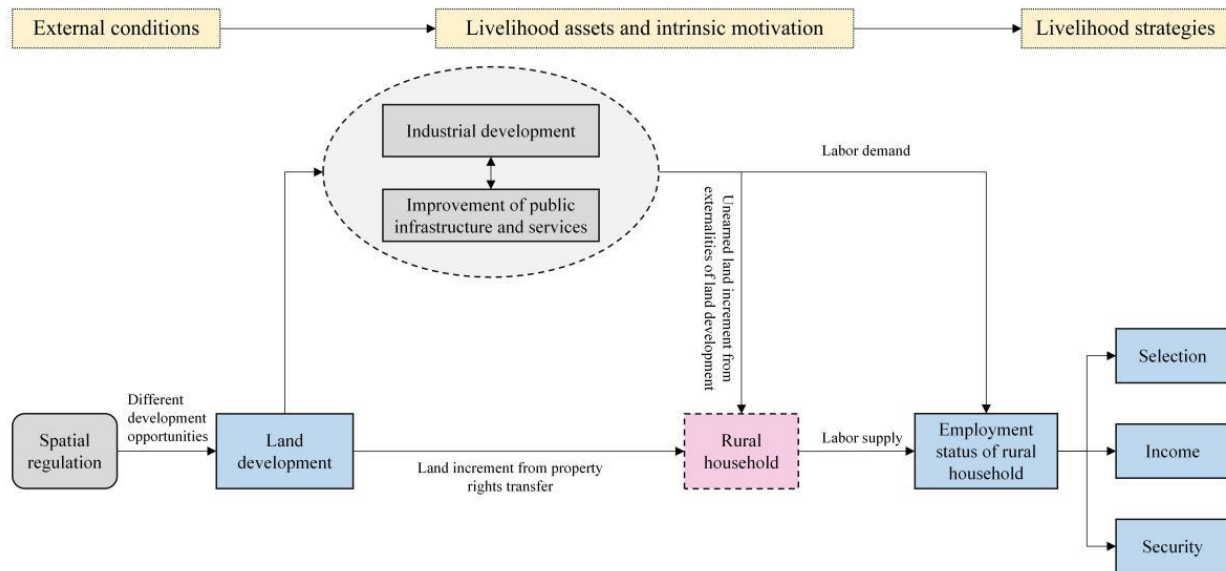 External conditions
Livelihood assets and intrinsic motivation
Livelihood strategies
Industrial development
Improvement of public
infrastructure and services
Labor demand
Unearned land increment from
externalities of land development
Spatial
regulation
Different
development
opportunities
Land
development
Land increment from property
rights transfer
Rural
household
Labor supply
Employment
status of rural
household
Selection
Income
Security